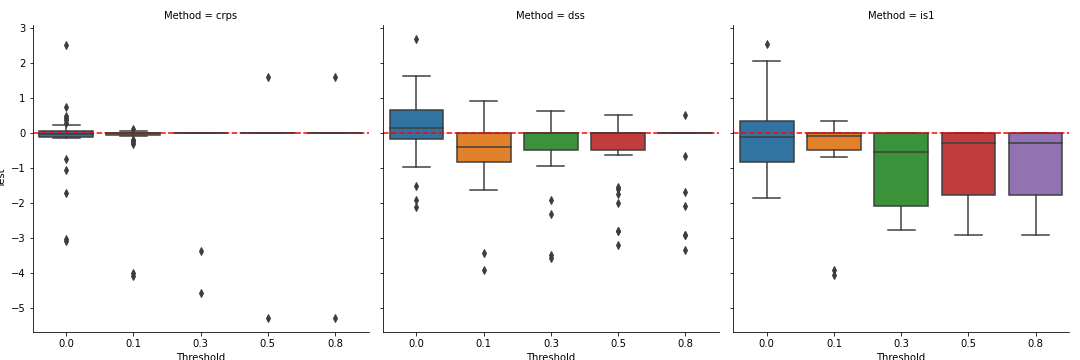 Method = crps
Method = dss
Method = is1
3
2
1
0
−1
−2
−3
−4
−5
0.0 0.1 0.3 0.5 0.8
0.0 0.1 0.3 0.5 0.8
0.0 0.1 0.3 0.5 0.8
Threshold
Threshold
Threshold